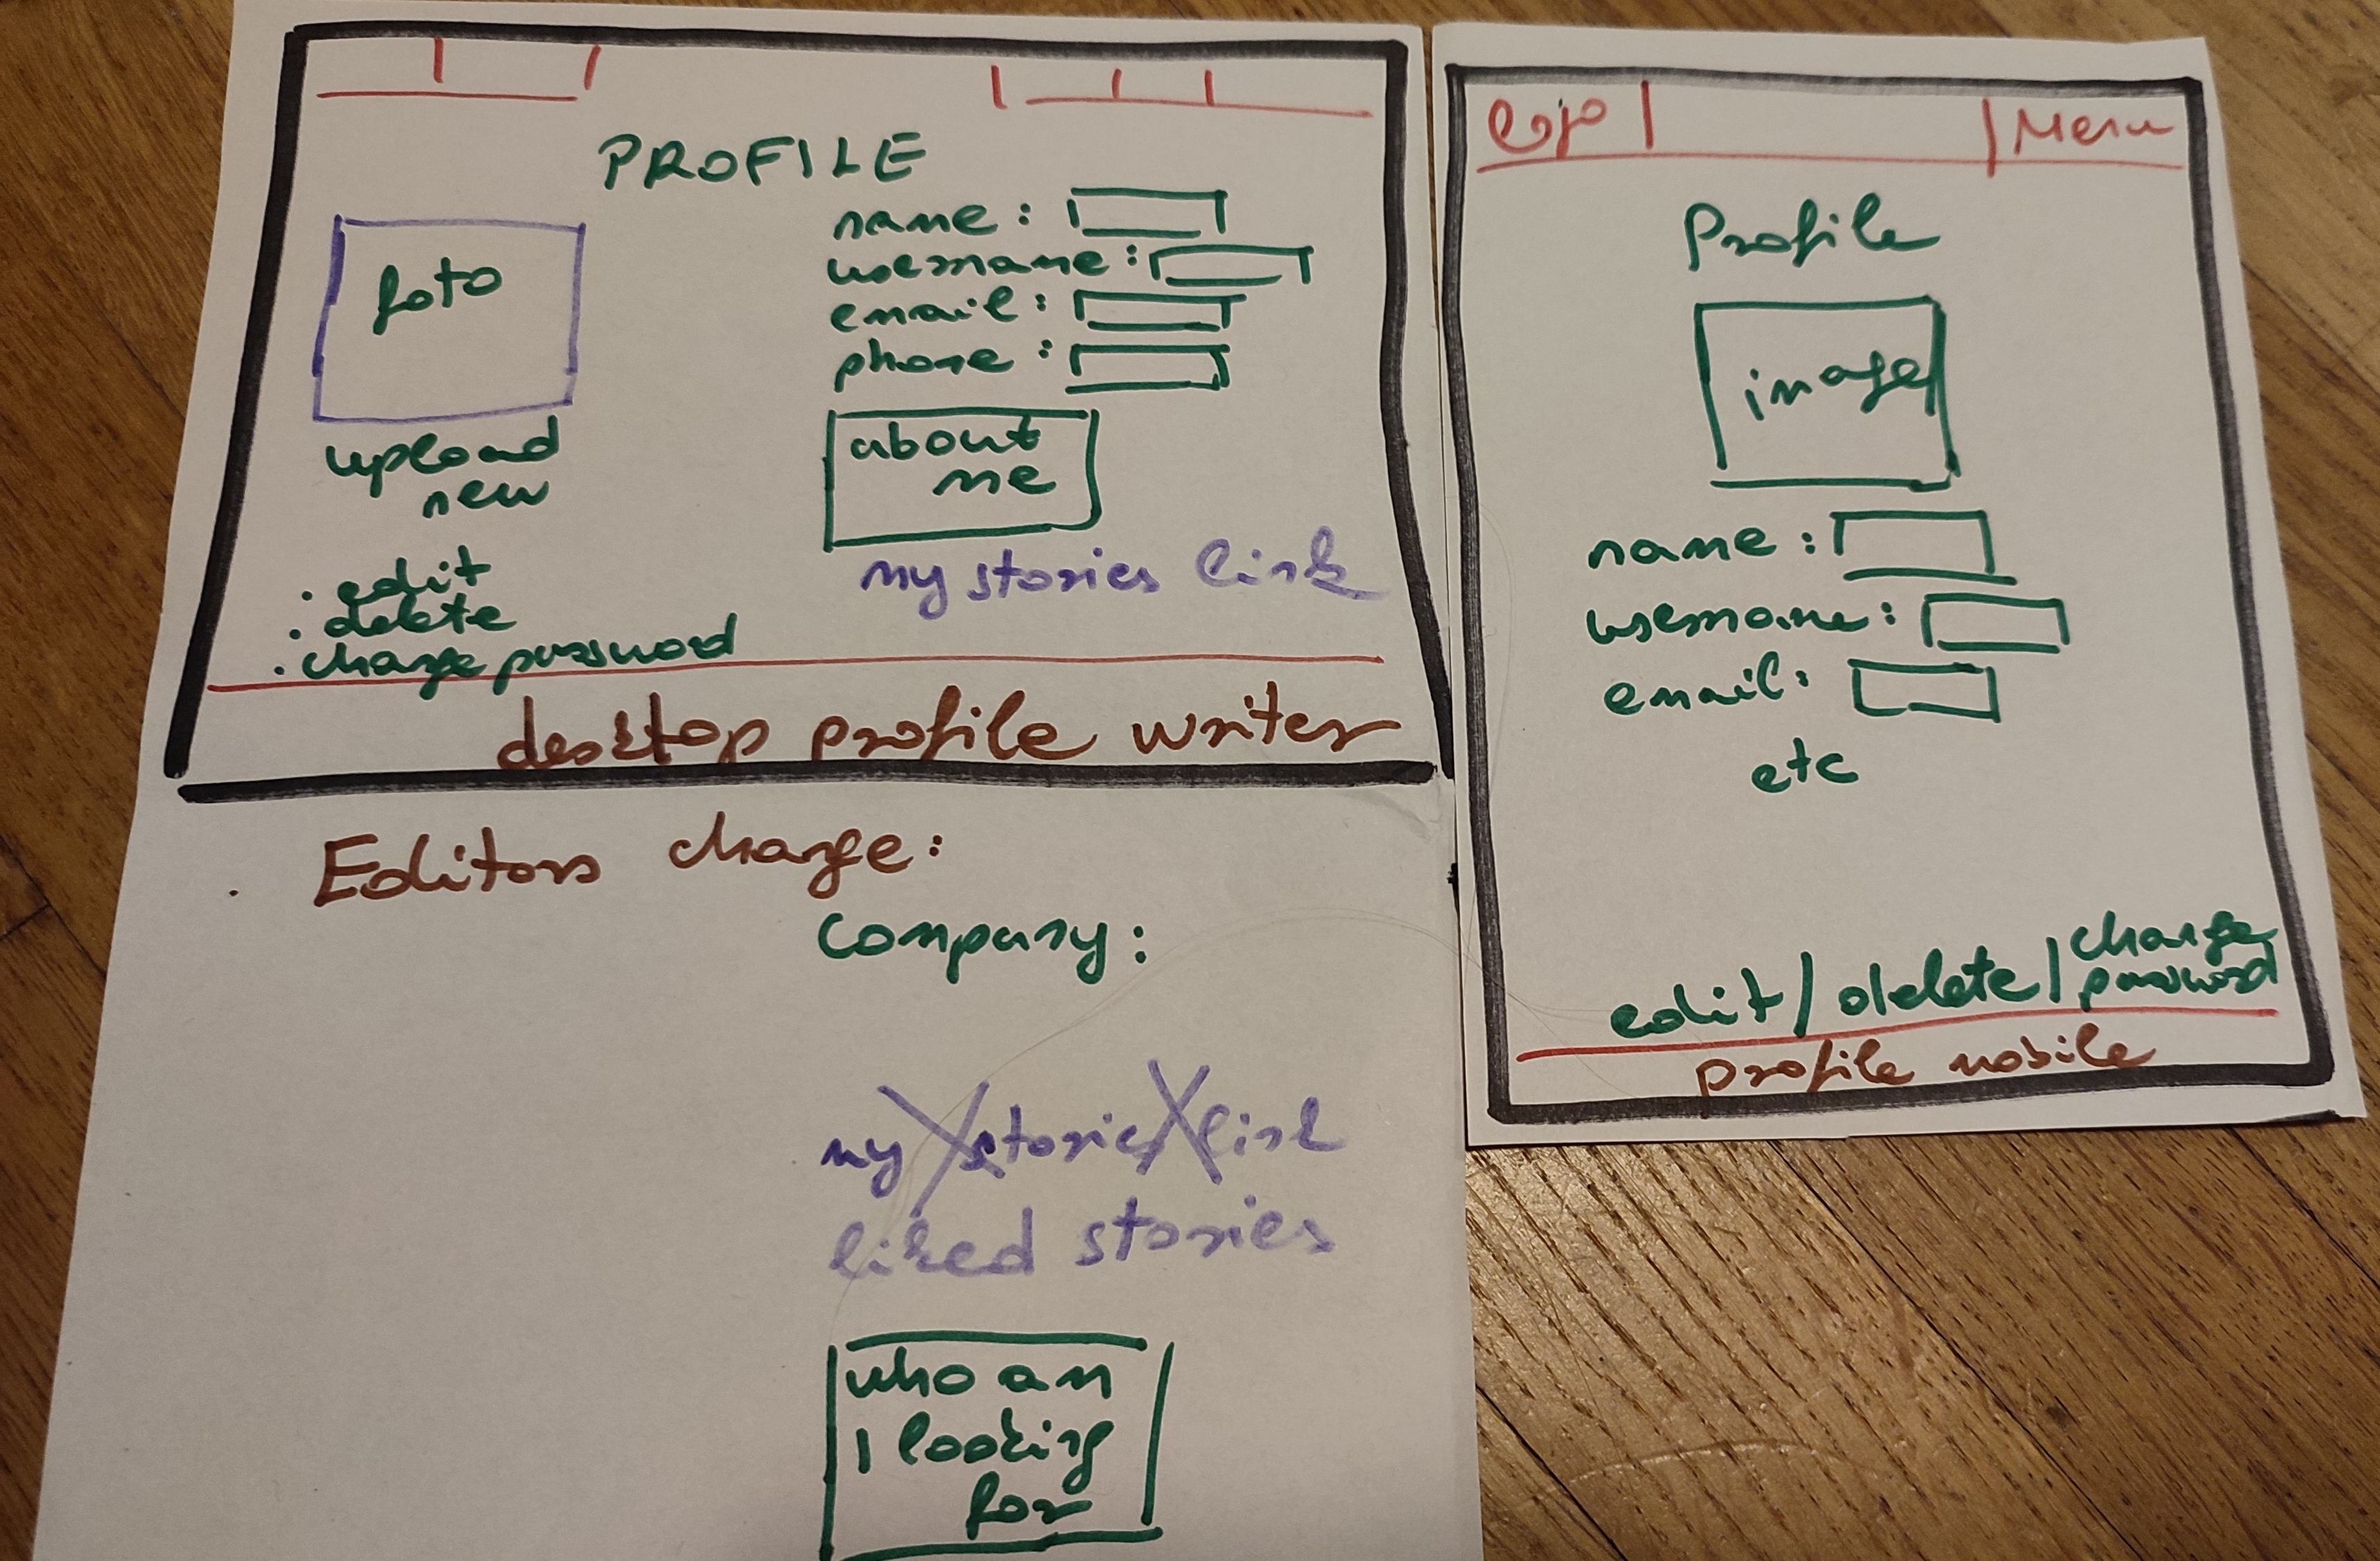 PROFILE
foto
upload
new
. edit
. delete
. change password
name :
username :
email :
phone :
about
me
my stories link
desktop profile writer
Editors change :
Company :
my stories link
liked stories
who am
I looking
for
logo
Menu
Profile
image
name :
username :
email :
etc
edit / delete / change
password
profile mobile